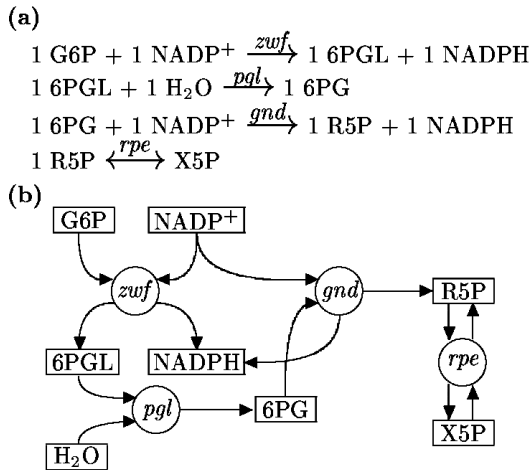 (a)
1 G6P + 1 NADP⁺ zwf⟶ 1 6PGL + 1 NADPH
1 6PGL + 1 H₂O pgl⟶ 1 6PG
1 6PG + 1 NADP⁺ gnd⟶ 1 R5P + 1 NADPH
1 R5P rpe⟷ X5P
(b)
G6P NADP⁺
zwf gnd R5P
6PGL NADPH rpe
pgl 6PG
X5P
H₂O